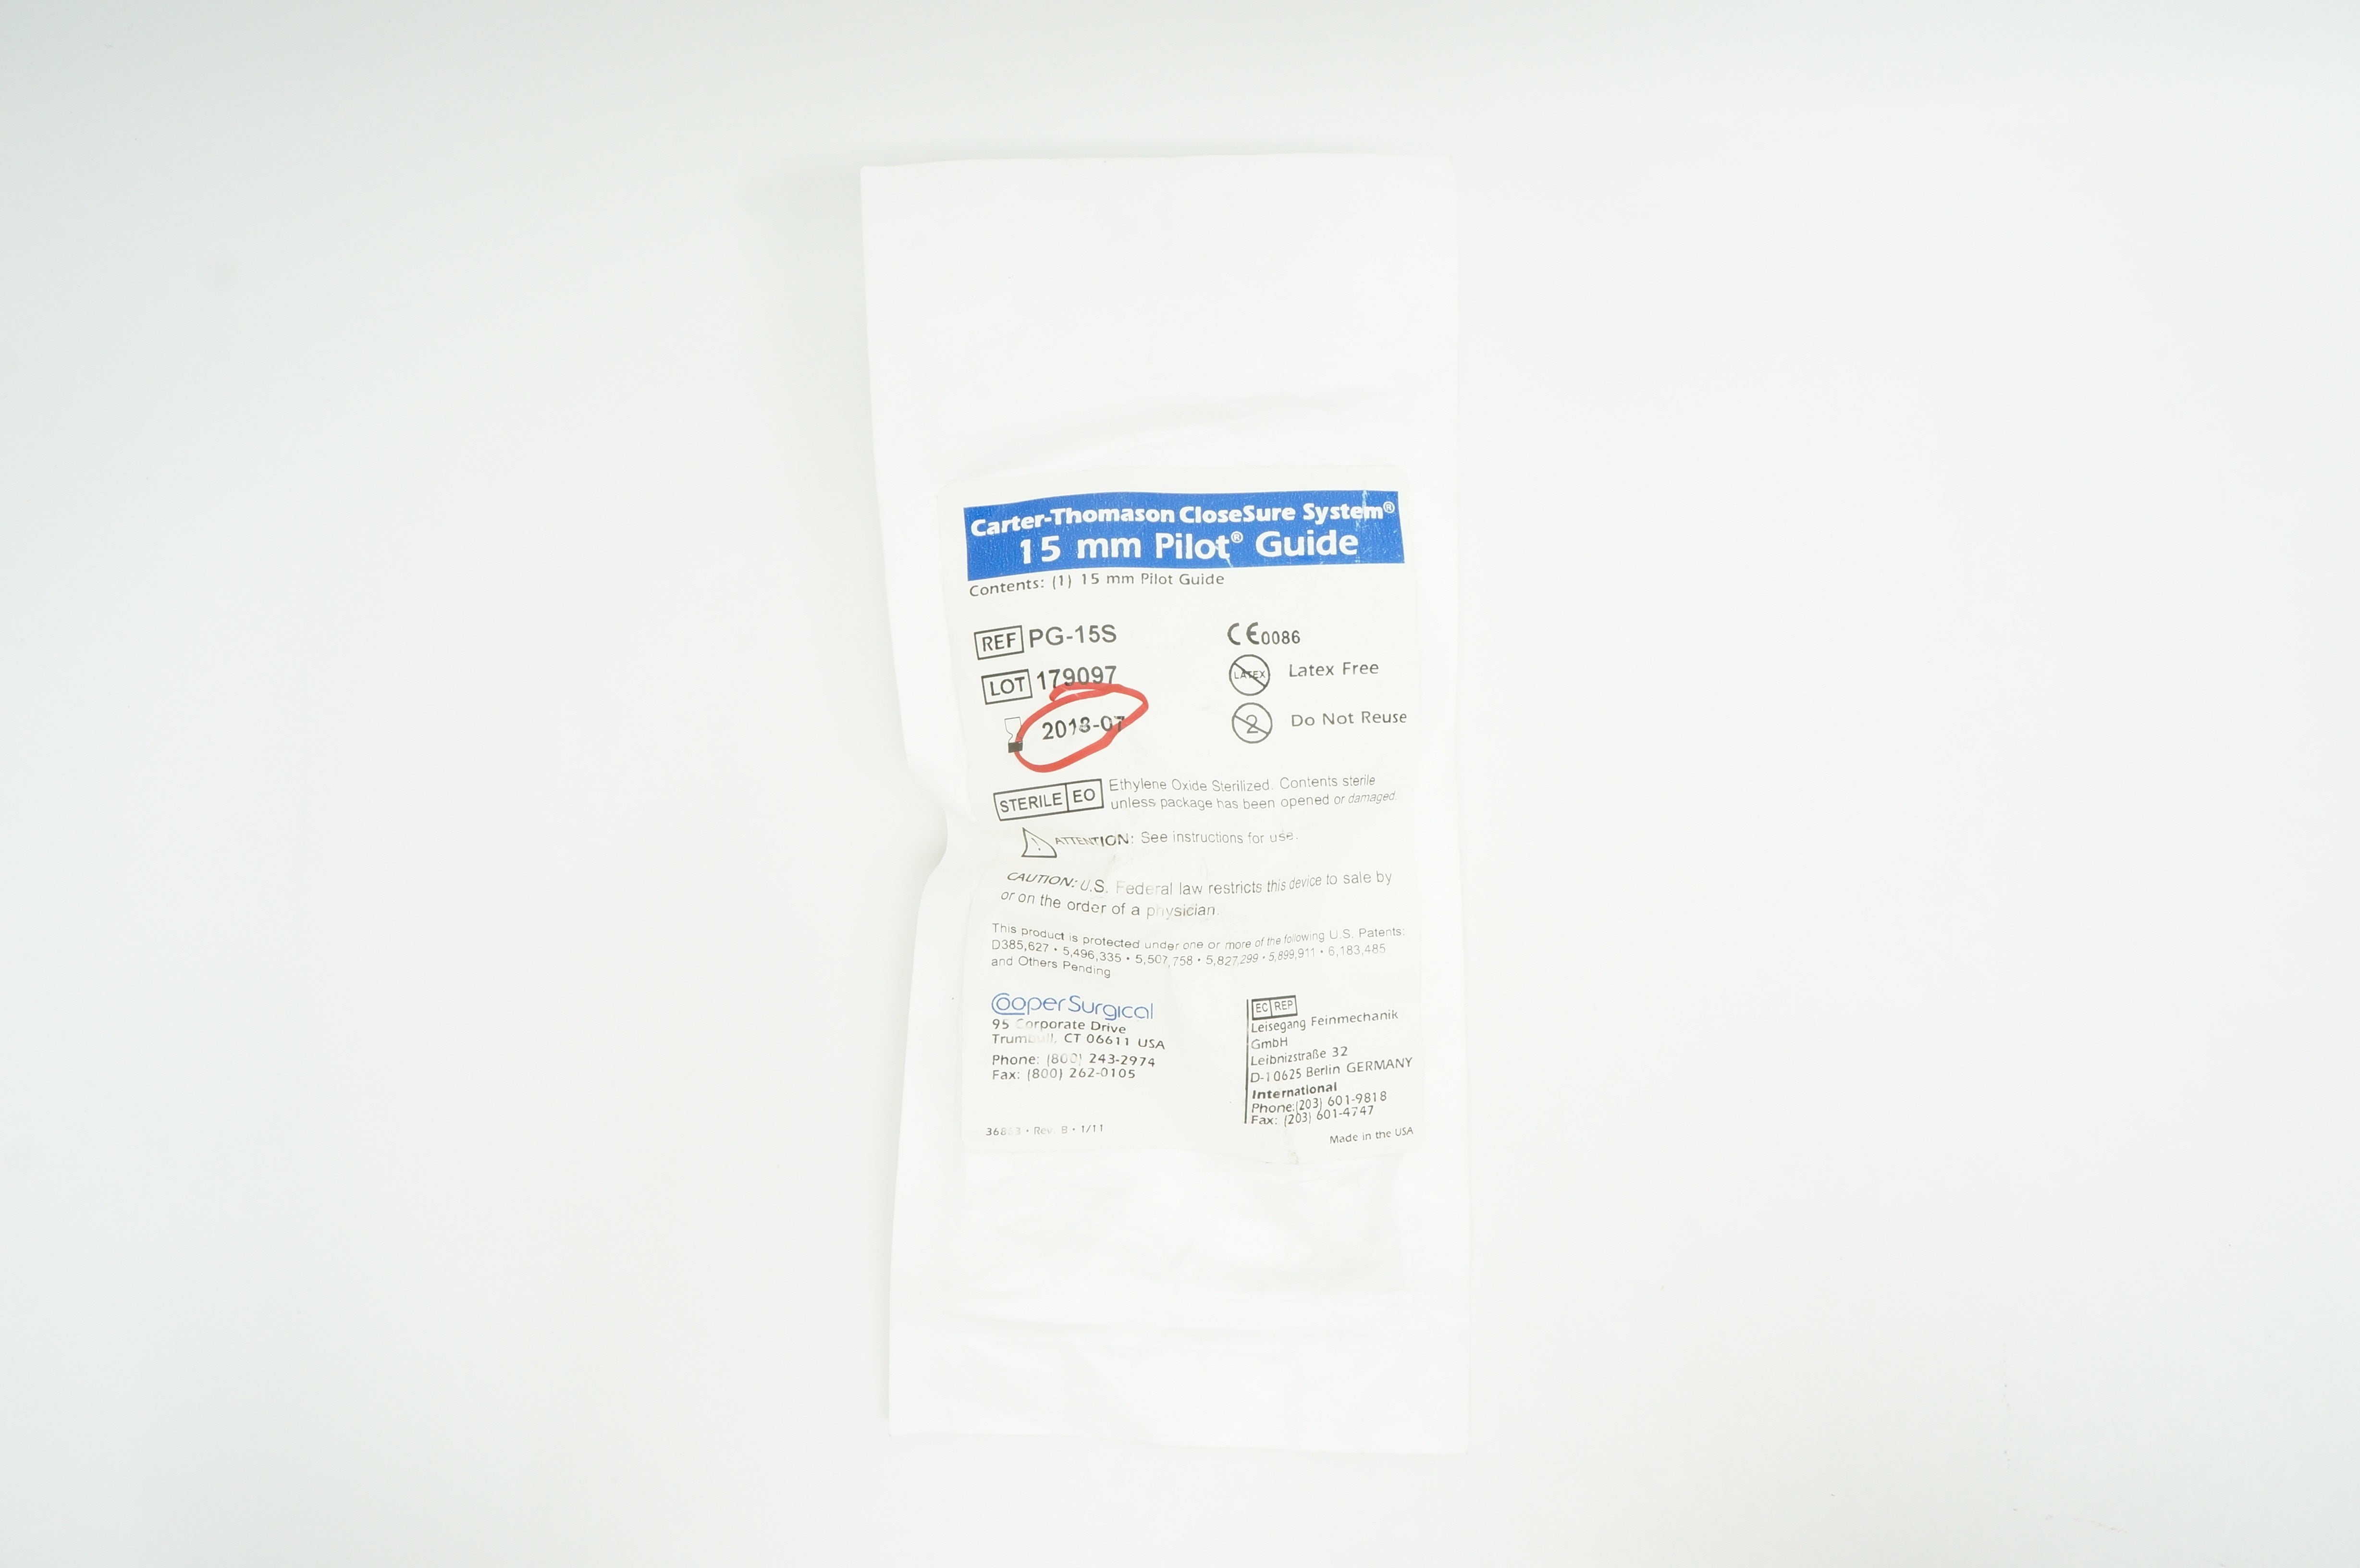 Carter-Thomason CloseSure System®
15 mm Pilot® Guide
Contents: (1) 15 mm Pilot Guide
REF PG-15S
CE0086
LOT 179097
LATEX Latex Free
2018-07
2 Do Not Reuse
STERILE EO Ethylene Oxide Sterilized. Contents sterile
unless package has been opened or damaged.
! ATTENTION: See instructions for use.
CAUTION: U.S. Federal law restricts this device to sale by
or on the order of a physician.
This product is protected under one or more of the following U.S. Patents:
D385,627 • 5,496,335 • 5,507,758 • 5,827,299 • 5,899,911 • 6,183,485
and Others Pending
CooperSurgical
95 Corporate Drive
Trumbull, CT 06611 USA
Phone: (800) 243-2974
Fax: (800) 262-0105
EC REP
Leisegang Feinmechanik
GmbH
Leibnizstraße 32
D-10625 Berlin GERMANY
International
Phone:(203) 601-9818
Fax: (203) 601-4747
• Rev. B • 1/11
Made in the USA